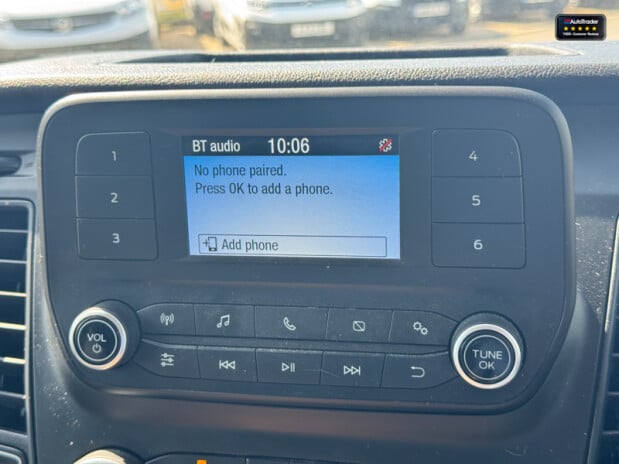 AutoTrader
BT audio 10:06
No phone paired.
Press OK to add a phone.
Add phone
1
2
3
4
5
6
VOL
TUNE
OK